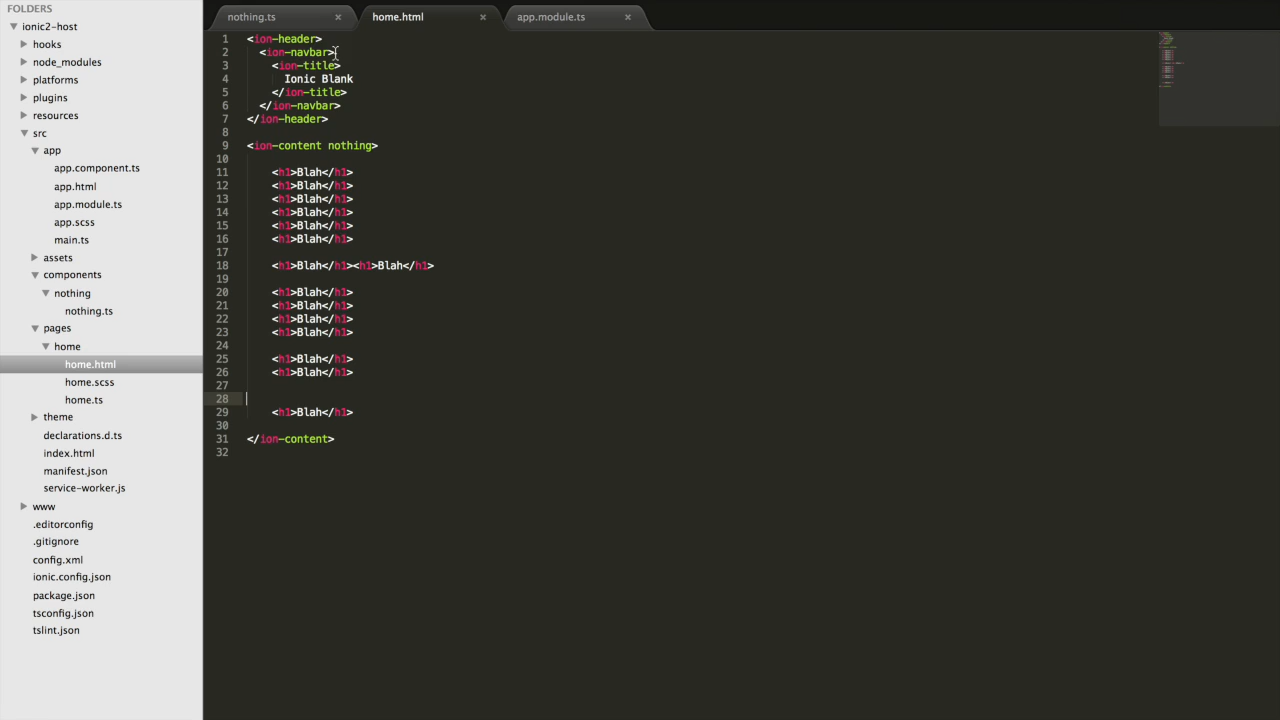 FOLDERS
ionic2-host
hooks
node_modules
platforms
plugins
resources
src
app
app.component.ts
app.html
app.module.ts
app.scss
main.ts
assets
components
nothing
nothing.ts
pages
home
home.html
home.scss
home.ts
theme
declarations.d.ts
index.html
manifest.json
service-worker.js
www
.editorconfig
.gitignore
config.xml
ionic.config.json
package.json
tsconfig.json
tslint.json
nothing.ts × home.html × app.module.ts ×
1 <ion-header>
2 <ion-navbar>
3 <ion-title>
4 Ionic Blank
5 </ion-title>
6 </ion-navbar>
7 </ion-header>
8
9 <ion-content nothing>
10
11 <h1>Blah</h1>
12 <h1>Blah</h1>
13 <h1>Blah</h1>
14 <h1>Blah</h1>
15 <h1>Blah</h1>
16 <h1>Blah</h1>
17
18 <h1>Blah</h1><h1>Blah</h1>
19
20 <h1>Blah</h1>
21 <h1>Blah</h1>
22 <h1>Blah</h1>
23 <h1>Blah</h1>
24
25 <h1>Blah</h1>
26 <h1>Blah</h1>
27
28
29 <h1>Blah</h1>
30
31 </ion-content>
32